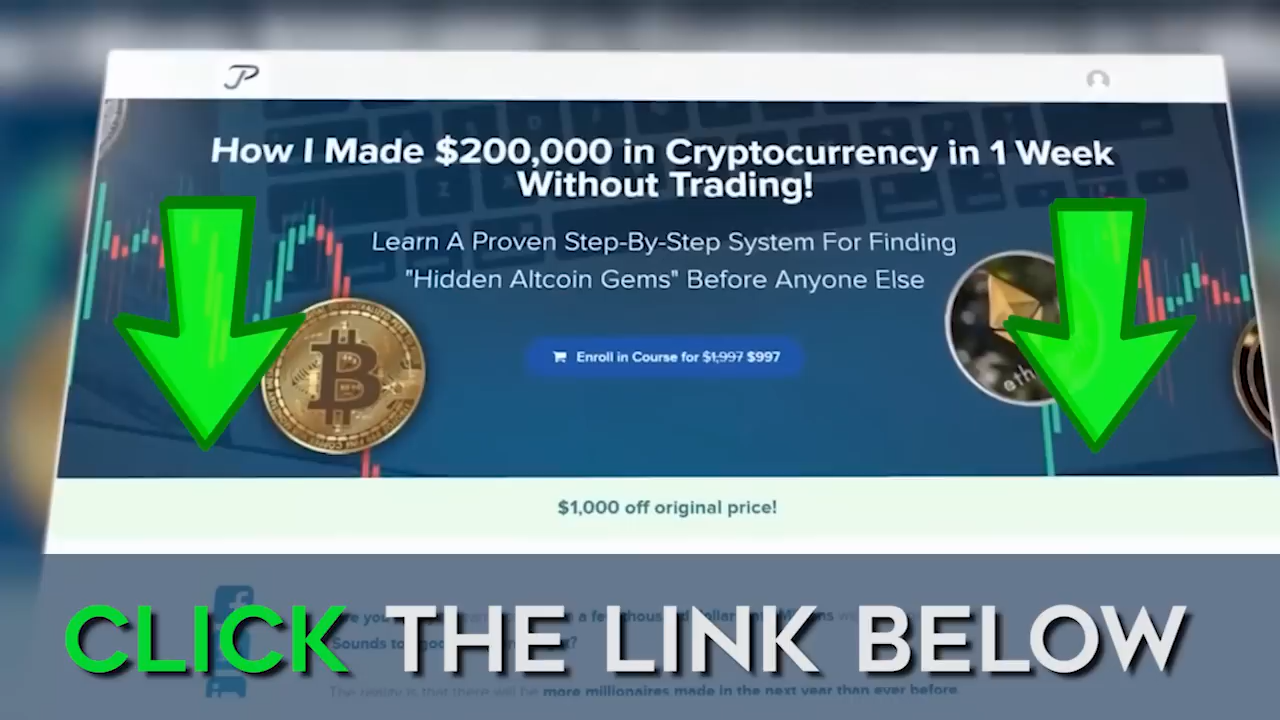 JP
How I Made $200,000 in Cryptocurrency in 1 Week
Without Trading!
Learn A Proven Step-By-Step System For Finding
"Hidden Altcoin Gems" Before Anyone Else
Enroll in Course for $1,997 $997
$1,000 off original price!
CLICK THE LINK BELOW
The reality is that there will be more millionaires made in the next year than ever before